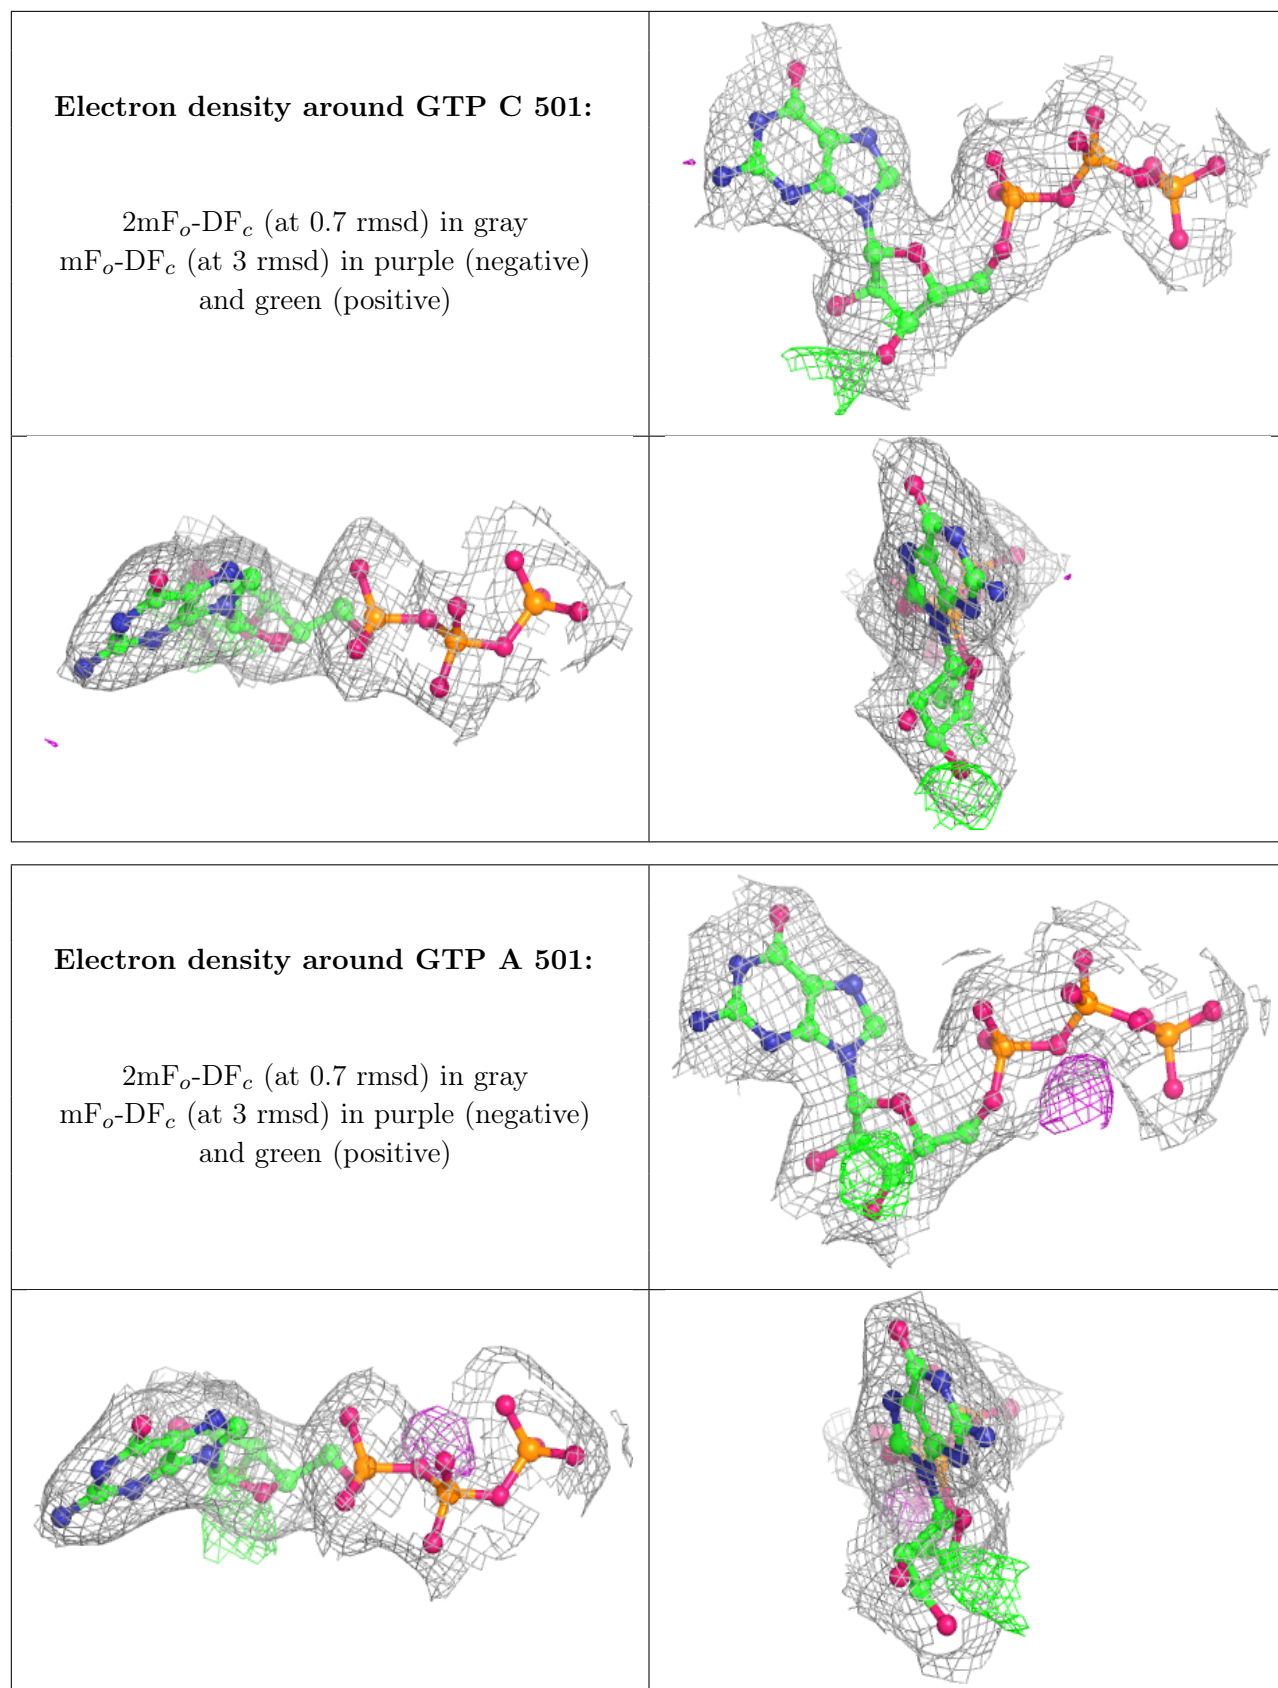 Electron density around GTP C 501:
2mFo-DFc (at 0.7 rmsd) in gray
mFo-DFc (at 3 rmsd) in purple (negative)
and green (positive)
Electron density around GTP A 501:
2mFo-DFc (at 0.7 rmsd) in gray
mFo-DFc (at 3 rmsd) in purple (negative)
and green (positive)